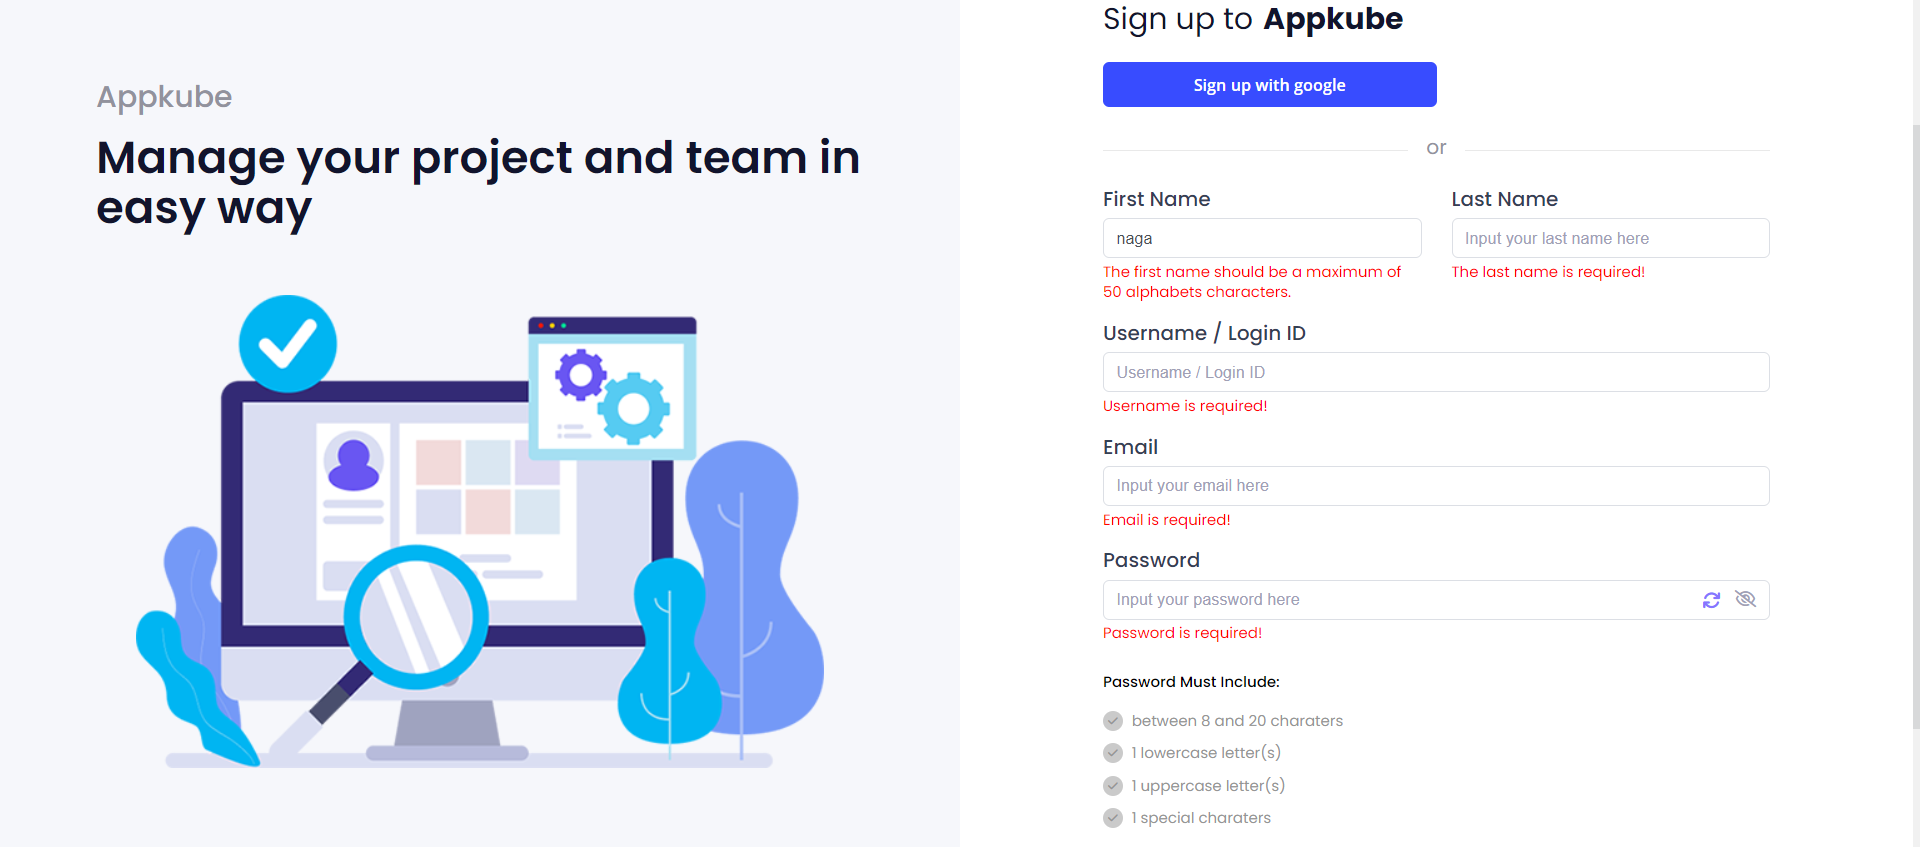 Appkube
Manage your project and team in
easy way
Sign up to Appkube
Sign up with google
or
First Name
naga
The first name should be a maximum of
50 alphabets characters.
Last Name
Input your last name here
The last name is required!
Username / Login ID
Username / Login ID
Username is required!
Email
Input your email here
Email is required!
Password
Input your password here
Password is required!
Password Must Include:
between 8 and 20 charaters
1 lowercase letter(s)
1 uppercase letter(s)
1 special charaters